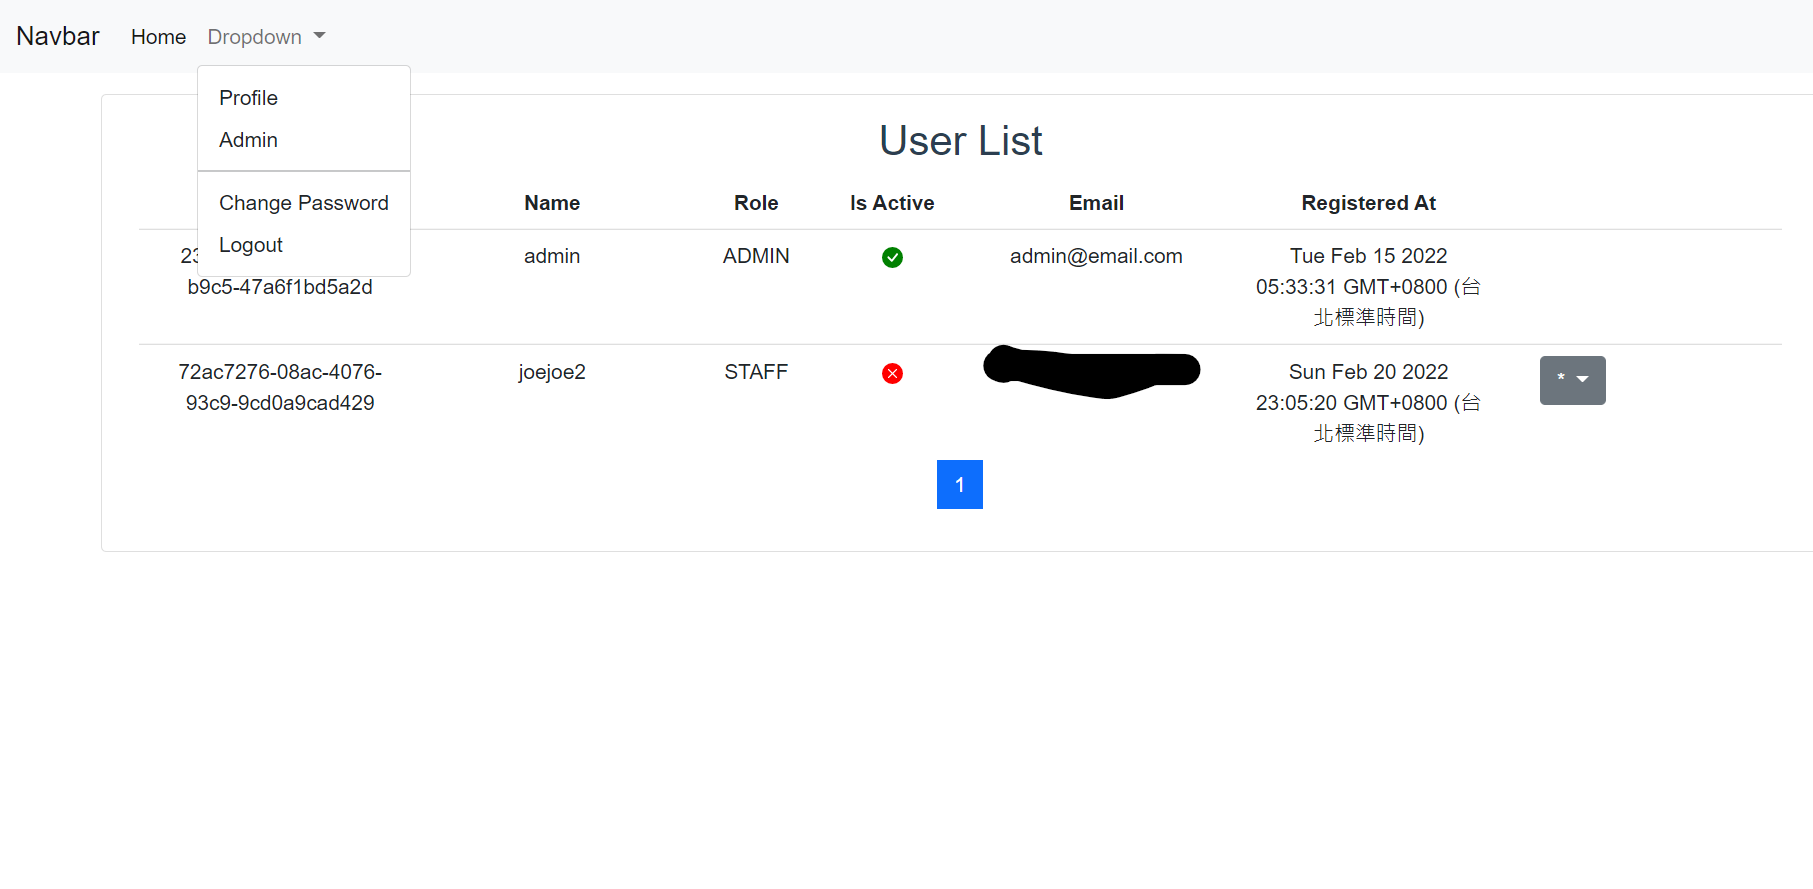 Navbar Home Dropdown
Profile
Admin
Change Password
Logout
User List
Name Role Is Active Email Registered At
admin ADMIN admin@email.com Tue Feb 15 2022
b9c5-47a6f1bd5a2d 05:33:31 GMT+0800 (台
北標準時間)
72ac7276-08ac-4076- joejoe2 STAFF Sun Feb 20 2022 *
93c9-9cd0a9cad429 23:05:20 GMT+0800 (台
北標準時間)
1